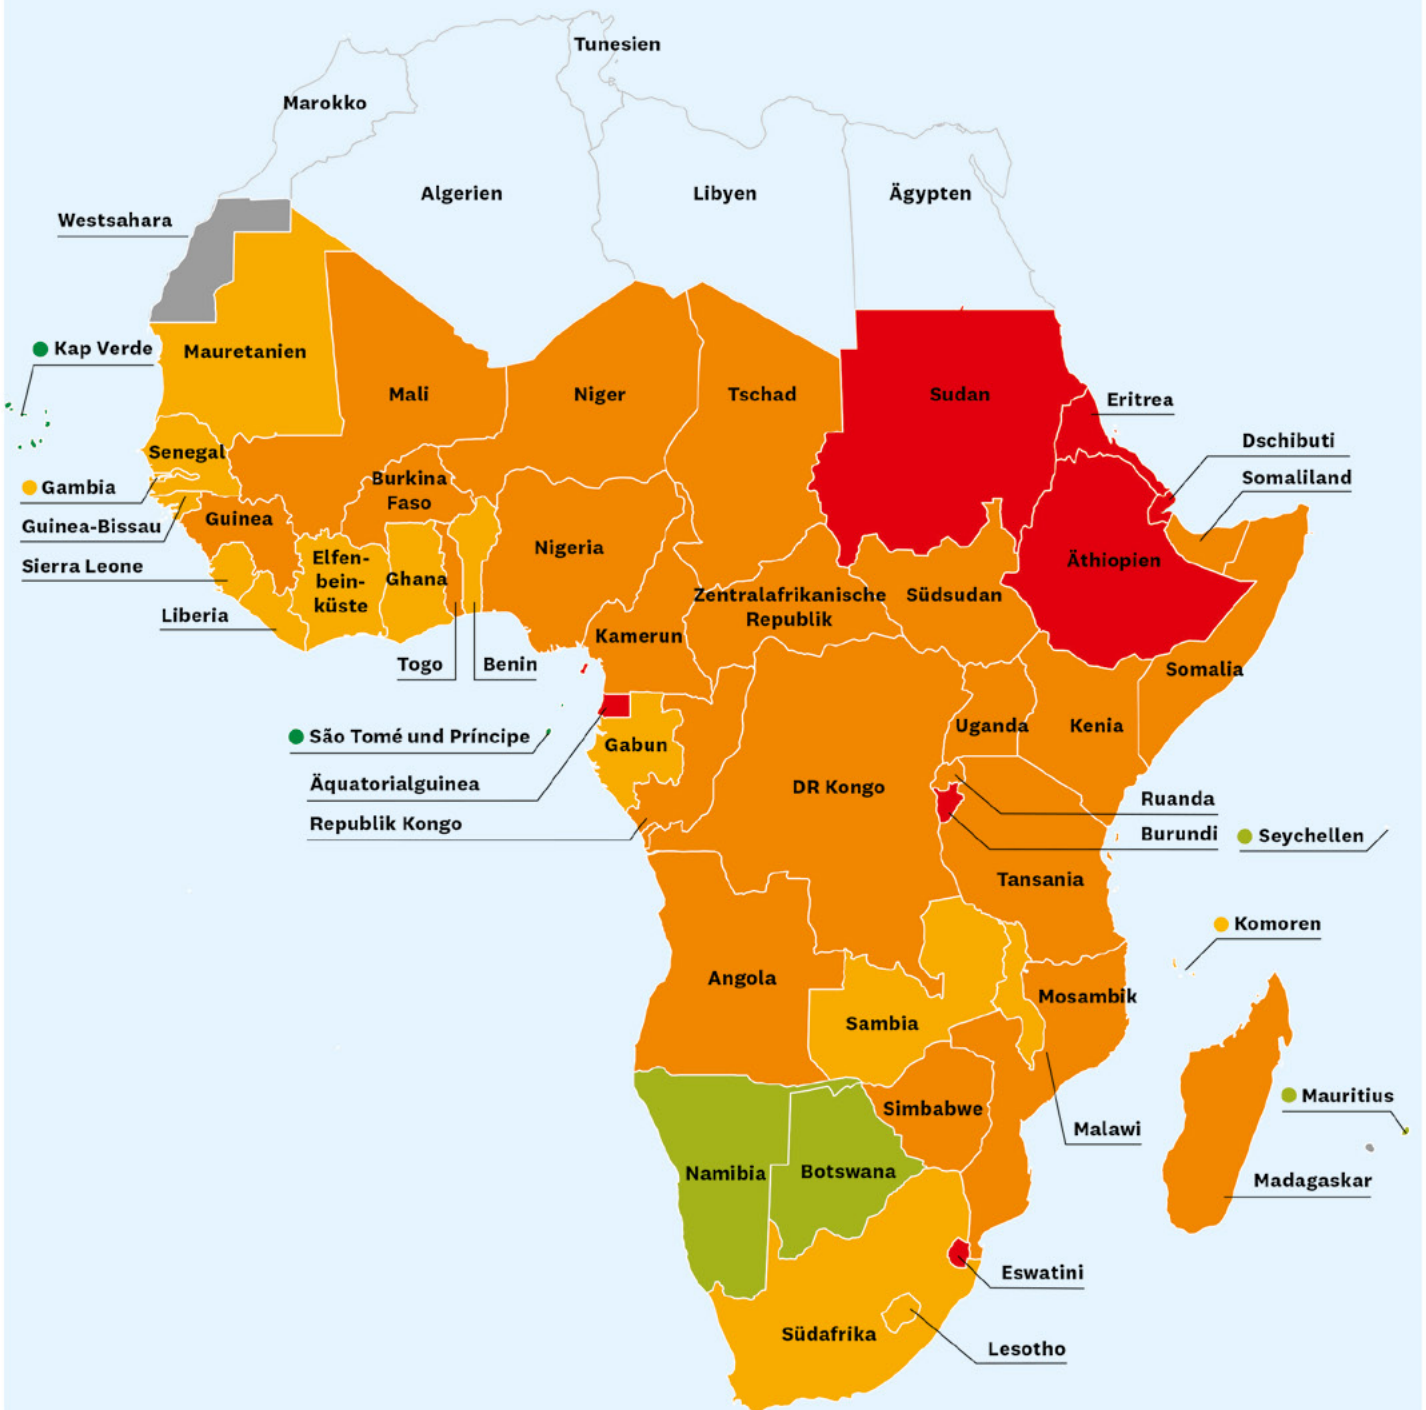 Tunesien
Marokko
Algerien
Libyen
Ägypten
Westsahara
Kap Verde
Mauretanien
Mali
Niger
Tschad
Sudan
Eritrea
Dschibuti
Senegal
Somaliland
Gambia
Burkina
Faso
Guinea-Bissau
Guinea
Nigeria
Sierra Leone
Elfen-
bein-
küste
Ghana
Äthiopien
Liberia
Zentralafrikanische
Republik
Südsudan
Kamerun
Togo
Benin
Somalia
São Tomé und Príncipe
Gabun
Uganda
Kenia
Äquatorialguinea
DR Kongo
Ruanda
Republik Kongo
Burundi
Seychellen
Tansania
Komoren
Angola
Mosambik
Sambia
Simbabwe
Mauritius
Malawi
Namibia
Botswana
Madagaskar
Eswatini
Südafrika
Lesotho